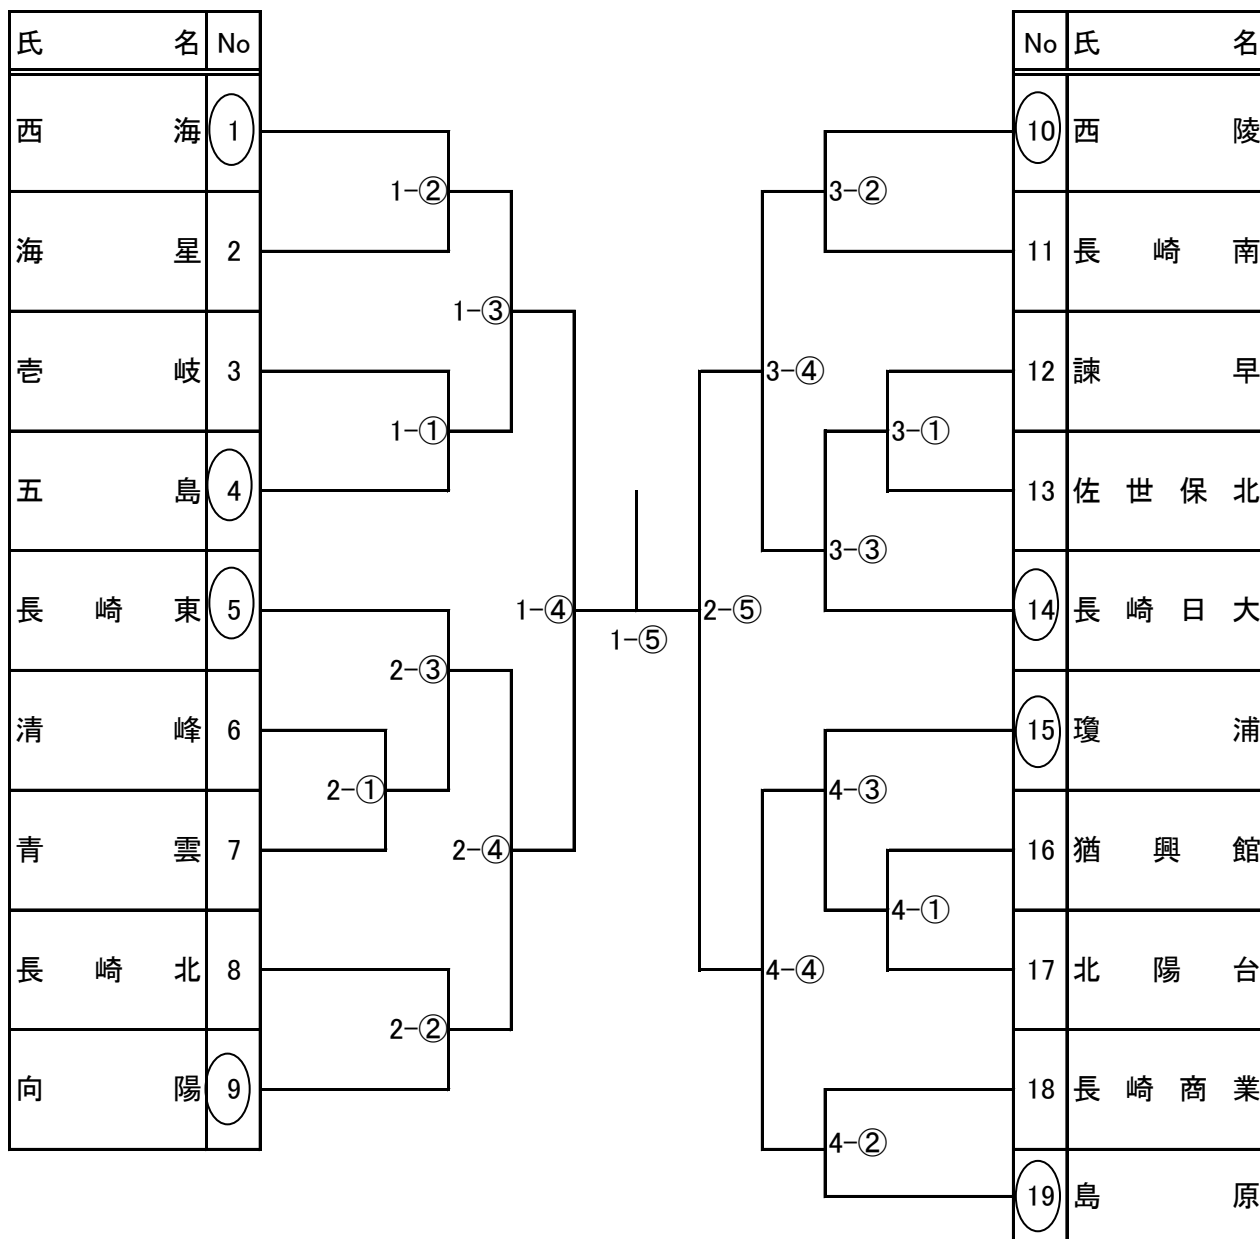 氏名 No
No 氏名
西海 1
10 西陵
1-②
3-②
海星 2
11 長崎南
1-③
壱岐 3
3-④
12 諫早
1-①
3-①
五島 4
13 佐世保北
3-③
長崎東 5
1-④
1-⑤
2-⑤
14 長崎日大
2-③
清峰 6
15 瓊浦
2-①
4-③
青雲 7
2-④
16 猶興館
4-①
長崎北 8
4-④
17 北陽台
2-②
向陽 9
18 長崎商業
4-②
19 島原